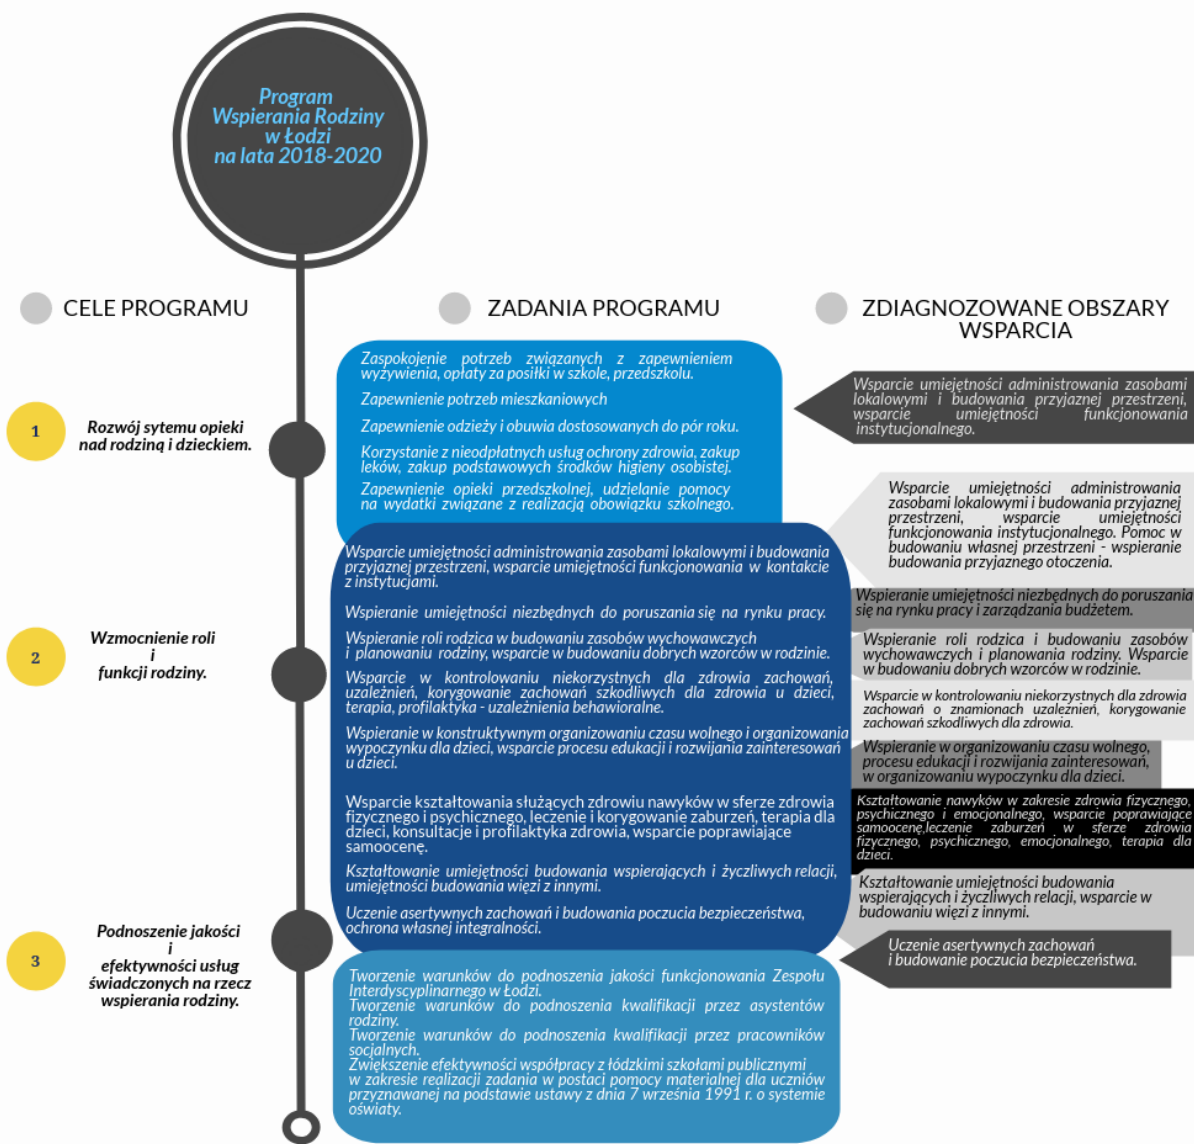 Program
Wspierania Rodziny
w Łodzi
na lata 2018-2020
CELE PROGRAMU
1
Rozwój sytemu opieki
nad rodziną i dzieckiem.
2
Wzmocnienie roli
i
funkcji rodziny.
3
Podnoszenie jakości
i
efektywności usług
świadczonych na rzecz
wspierania rodziny.
ZADANIA PROGRAMU
Zaspokojenie potrzeb związanych z zapewnieniem
wyżywienia, opłaty za posiłki w szkole, przedszkolu.
Zapewnienie potrzeb mieszkaniowych
Zapewnienie odzieży i obuwia dostosowanych do pór roku.
Korzystanie z nieodpłatnych usług ochrony zdrowia, zakup
leków, zakup podstawowych środków higieny osobistej.
Zapewnienie opieki przedszkolnej, udzielanie pomocy
na wydatki związane z realizacją obowiązku szkolnego.
Wsparcie umiejętności administrowania zasobami lokalowymi i budowania
przyjaznej przestrzeni, wsparcie umiejętności funkcjonowania w kontakcie
z instytucjami.
Wspieranie umiejętności niezbędnych do poruszania się na rynku pracy.
Wspieranie roli rodzica w budowaniu zasobów wychowawczych
i planowaniu rodziny, wsparcie w budowaniu dobrych wzorców w rodzinie.
Wsparcie w kontrolowaniu niekorzystnych dla zdrowia zachowań,
uzależnień, korygowanie zachowań szkodliwych dla zdrowia u dzieci,
terapia, profilaktyka - uzależnienia behawioralne.
Wspieranie w konstruktywnym organizowaniu czasu wolnego i organizowania
wypoczynku dla dzieci, wsparcie procesu edukacji i rozwijania zainteresowań
u dzieci.
Wsparcie kształtowania służących zdrowiu nawyków w sferze zdrowia
fizycznego i psychicznego, leczenie i korygowanie zaburzeń, terapia dla
dzieci, konsultacje i profilaktyka zdrowia, wsparcie poprawiające
samoocenę.
Kształtowanie umiejętności budowania wspierających i życzliwych relacji,
umiejętności budowania więzi z innymi.
Uczenie asertywnych zachowań i budowania poczucia bezpieczeństwa,
ochrona własnej integralności.
Tworzenie warunków do podnoszenia jakości funkcjonowania Zespołu
Interdyscyplinarnego w Łodzi.
Tworzenie warunków do podnoszenia kwalifikacji przez asystentów
rodziny.
Tworzenie warunków do podnoszenia kwalifikacji przez pracowników
socjalnych.
Zwiększenie efektywności współpracy z łódzkimi szkołami publicznymi
w zakresie realizacji zadania w postaci pomocy materialnej dla uczniów
przyznawanej na podstawie ustawy z dnia 7 września 1991 r. o systemie
oświaty.
ZDIAGNOZOWANE OBSZARY
WSPARCIA
Wsparcie umiejętności administrowania zasobami
lokalowymi i budowania przyjaznej przestrzeni,
wsparcie umiejętności funkcjonowania
instytucjonalnego.
Wsparcie umiejętności administrowania
zasobami lokalowymi i budowania przyjaznej
przestrzeni, wsparcie umiejętności
funkcjonowania instytucjonalnego. Pomoc w
budowaniu własnej przestrzeni - wspieranie
budowania przyjaznego otoczenia.
Wspieranie umiejętności niezbędnych do poruszania
się na rynku pracy i zarządzania budżetem.
Wspieranie roli rodzica i budowaniu zasobów
wychowawczych i planowania rodziny. Wsparcie
w budowaniu dobrych wzorców w rodzinie.
Wsparcie w kontrolowaniu niekorzystnych dla zdrowia
zachowań o znamionach uzależnień, korygowanie
zachowań szkodliwych dla zdrowia.
Wspieranie w organizowaniu czasu wolnego,
procesu edukacji i rozwijania zainteresowań,
w organizowaniu wypoczynku dla dzieci.
Kształtowanie nawyków w zakresie zdrowia fizycznego,
psychicznego i emocjonalnego, wsparcie poprawiające
samoocenę,leczenie zaburzeń w sferze zdrowia
fizycznego, psychicznego, emocjonalnego, terapia dla
dzieci.
Kształtowanie umiejętności budowania
wspierających i życzliwych relacji, wsparcie w
budowaniu więzi z innymi.
Uczenie asertywnych zachowań
i budowanie poczucia bezpieczeństwa.